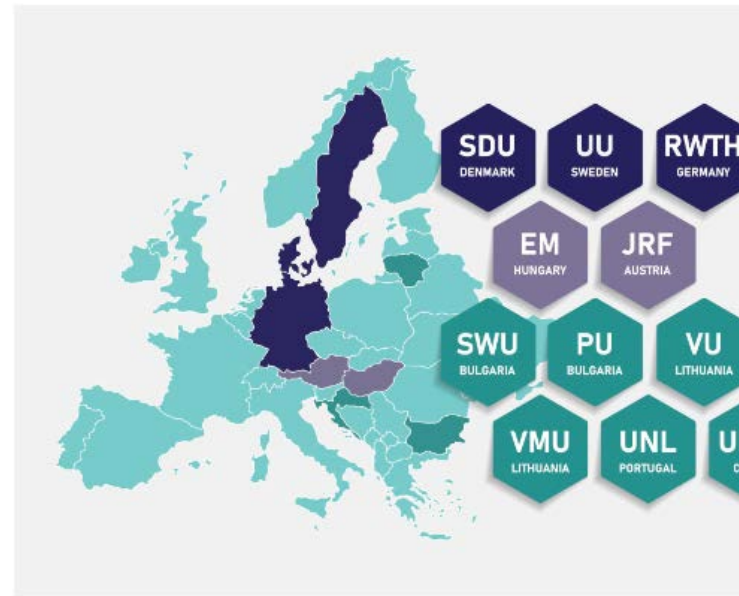 SDU
DENMARK
UU
SWEDEN
RWTH
GERMANY
EM
HUNGARY
JRF
AUSTRIA
SWU
BULGARIA
PU
BULGARIA
VU
LITHUANIA
VMU
LITHUANIA
UNL
PORTUGAL